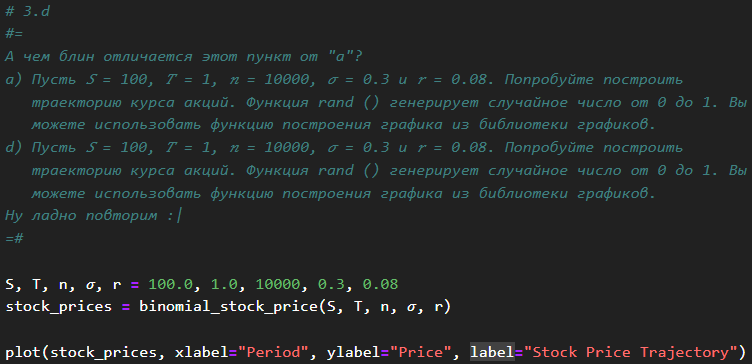 # 3.d
#=
А чем блин отличается этот пункт от "а"?
a) Пусть 𝑆 = 100, 𝑇 = 1, 𝑛 = 10000, 𝜎 = 0.3 и 𝑟 = 0.08. Попробуйте построить
траекторию курса акций. Функция rand () генерирует случайное число от 0 до 1. Вы
можете использовать функцию построения графика из библиотеки графиков.
d) Пусть 𝑆 = 100, 𝑇 = 1, 𝑛 = 10000, 𝜎 = 0.3 и 𝑟 = 0.08. Попробуйте построить
траекторию курса акций. Функция rand () генерирует случайное число от 0 до 1. Вы
можете использовать функцию построения графика из библиотеки графиков.
Ну ладно повторим :|
=#
S, T, n, σ, r = 100.0, 1.0, 10000, 0.3, 0.08
stock_prices = binomial_stock_price(S, T, n, σ, r)
plot(stock_prices, xlabel="Period", ylabel="Price", label="Stock Price Trajectory")